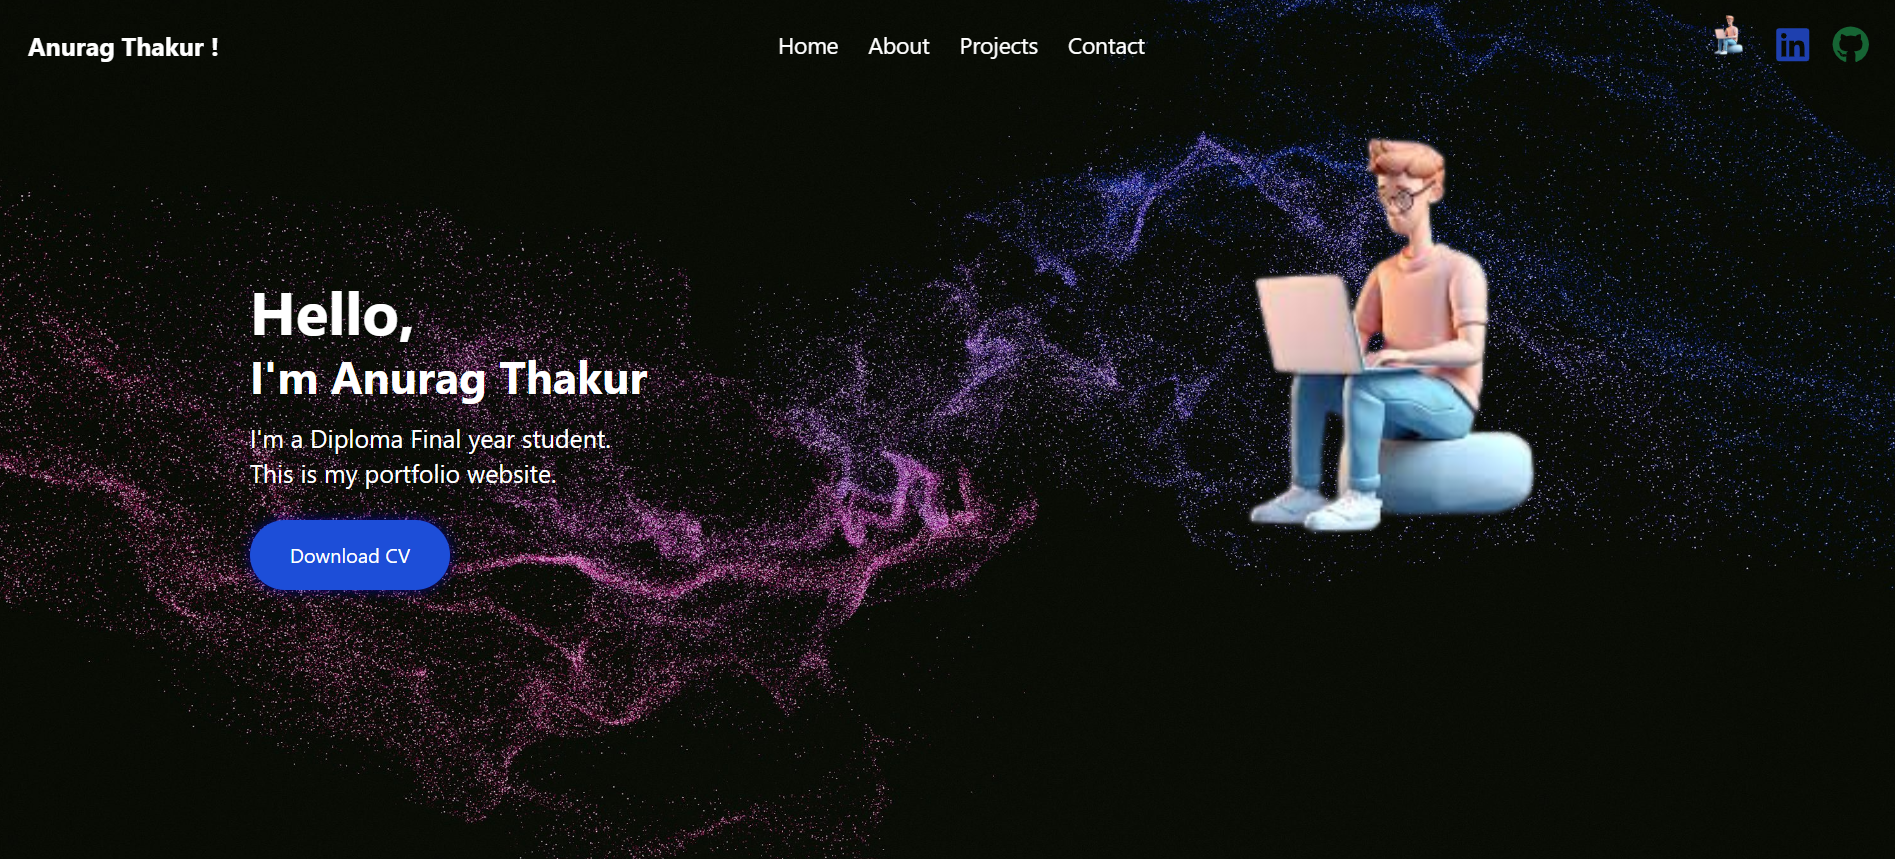 Anurag Thakur !
Home About Projects Contact
in
Hello,
I'm Anurag Thakur
I'm a Diploma Final year student.
This is my portfolio website.
Download CV